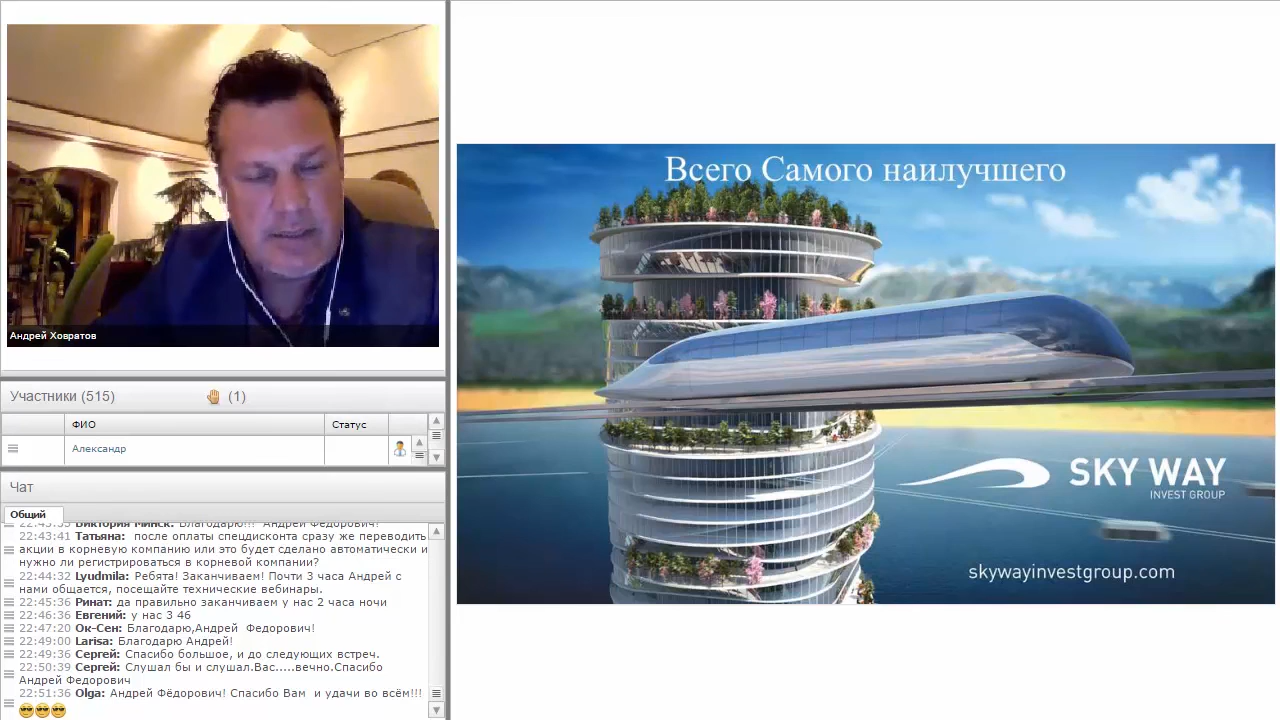 Андрей Ховратов
Участники (515)
(1)
ФИО
Статус
Александр
Чат
Общий
Виктория Минск: Благодарю!!! Андрей Федорович!
22:43:41 Татьяна: после оплаты спецдисконта сразу же переводить
акции в корневую компанию или это будет сделано автоматически и
нужно ли регистрироваться в корневой компании?
22:44:32 Lyudmila: Ребята! Заканчиваем! Почти 3 часа Андрей с
нами общается, посещайте технические вебинары.
22:45:36 Ринат: да правильно заканчиваем у нас 2 часа ночи
22:46:36 Евгений: у нас 3 46
22:47:20 Ок-Сен: Благодарю,Андрей Федорович!
22:49:00 Larisa: Благодарю Андрей!
22:49:36 Сергей: Спасибо большое, и до следующих встреч.
22:50:39 Сергей: Слушал бы и слушал.Вас.....вечно.Спасибо
Андрей Федорович
22:51:36 Olga: Андрей Фёдорович! Спасибо Вам и удачи во всём!!!
Всего Самого наилучшего
SKY WAY
INVEST GROUP
skywayinvestgroup.com